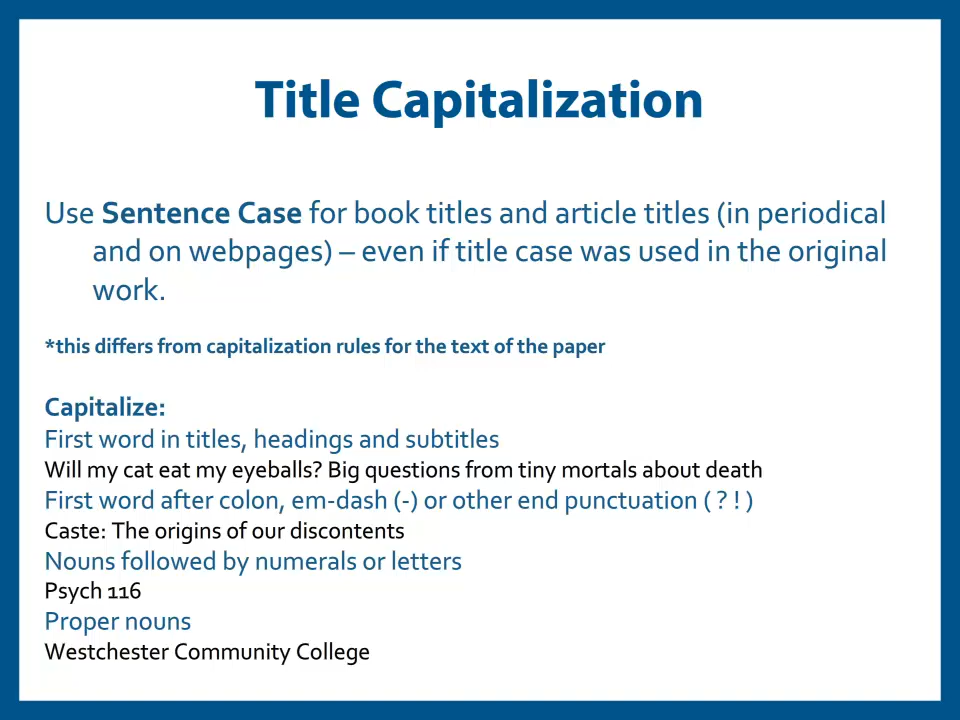 Title Capitalization
Use Sentence Case for book titles and article titles (in periodical
and on webpages) – even if title case was used in the original
work.
*this differs from capitalization rules for the text of the paper
Capitalize:
First word in titles, headings and subtitles
Will my cat eat my eyeballs? Big questions from tiny mortals about death
First word after colon, em-dash (-) or other end punctuation ( ? ! )
Caste: The origins of our discontents
Nouns followed by numerals or letters
Psych 116
Proper nouns
Westchester Community College